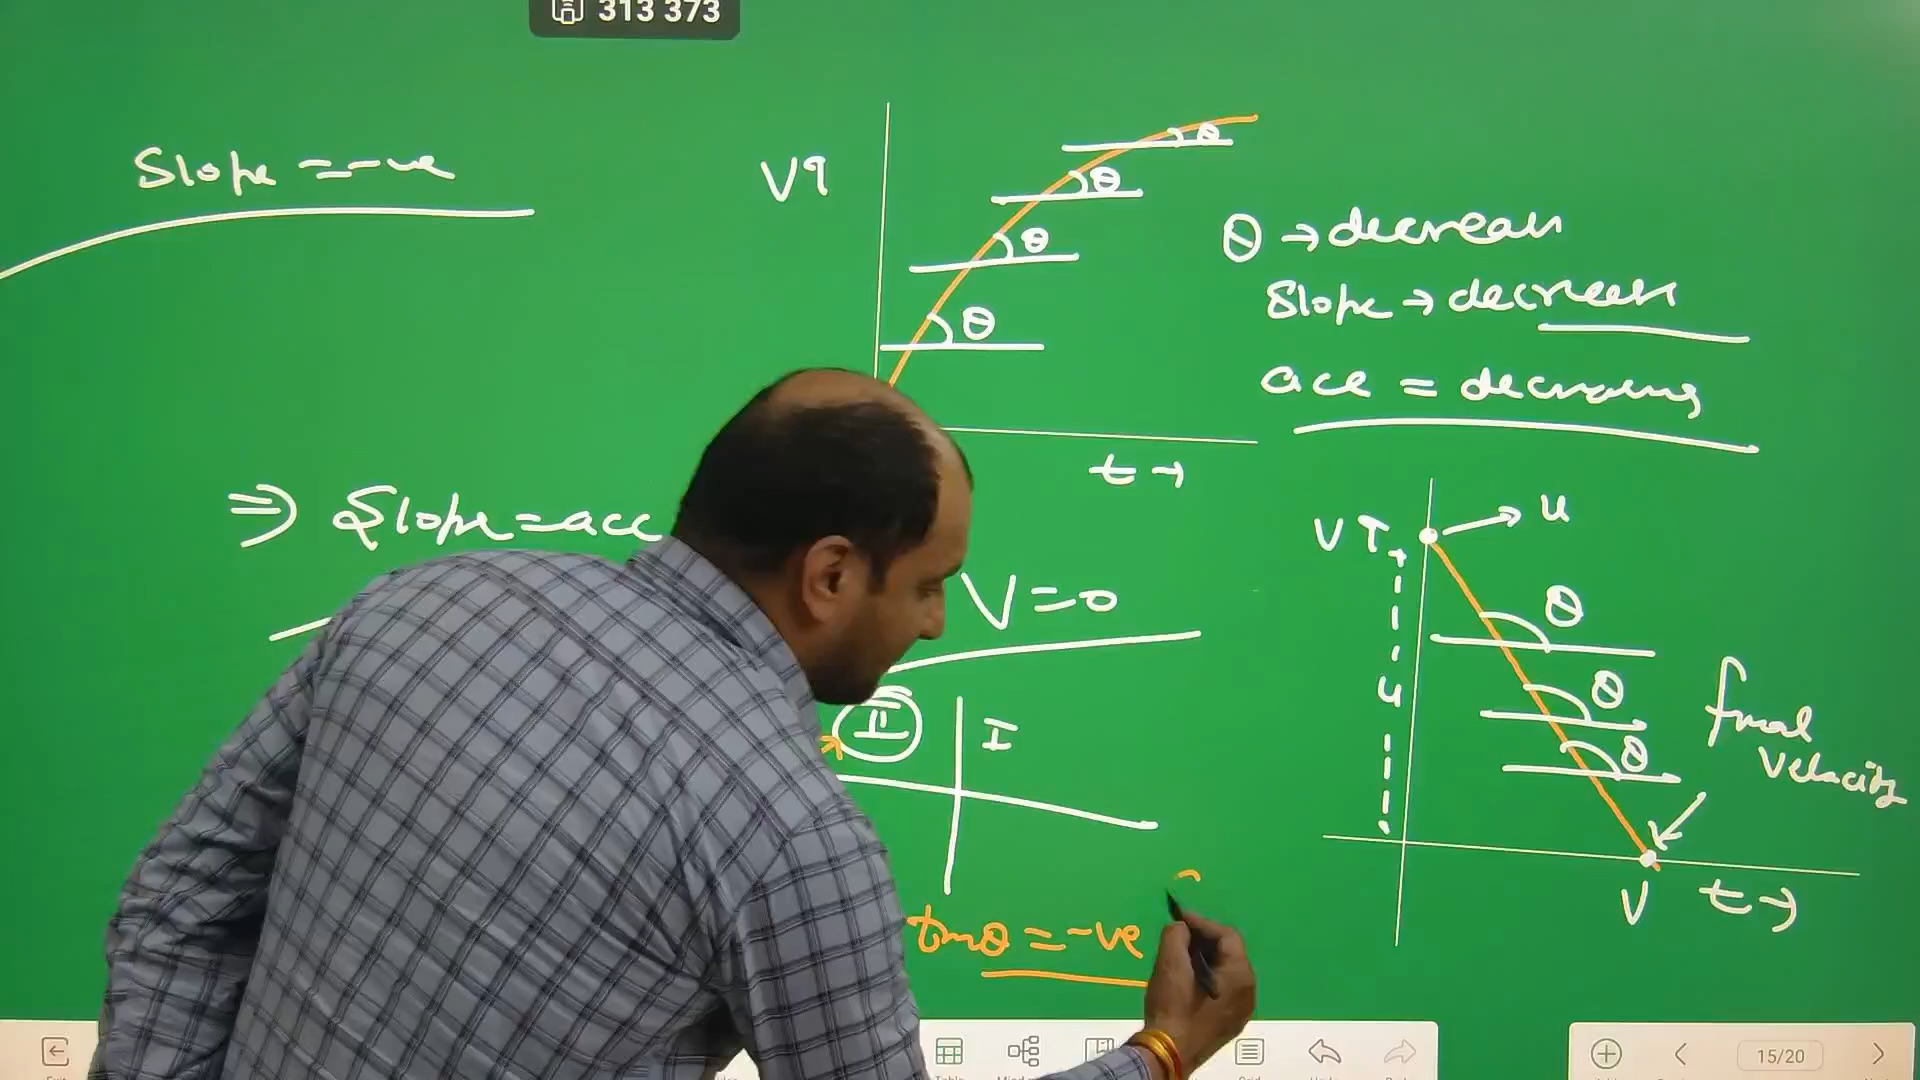 313 373
Slope = -ve
V↑
θ
θ
θ
θ
t →
θ → decrease
Slope → decrease
acc = decreasing
⇒ Slope = acc
V = 0
II
I
tanθ = -ve
V↑
u
u
θ
θ
θ
final
velocity
V
t →
Table
15/20